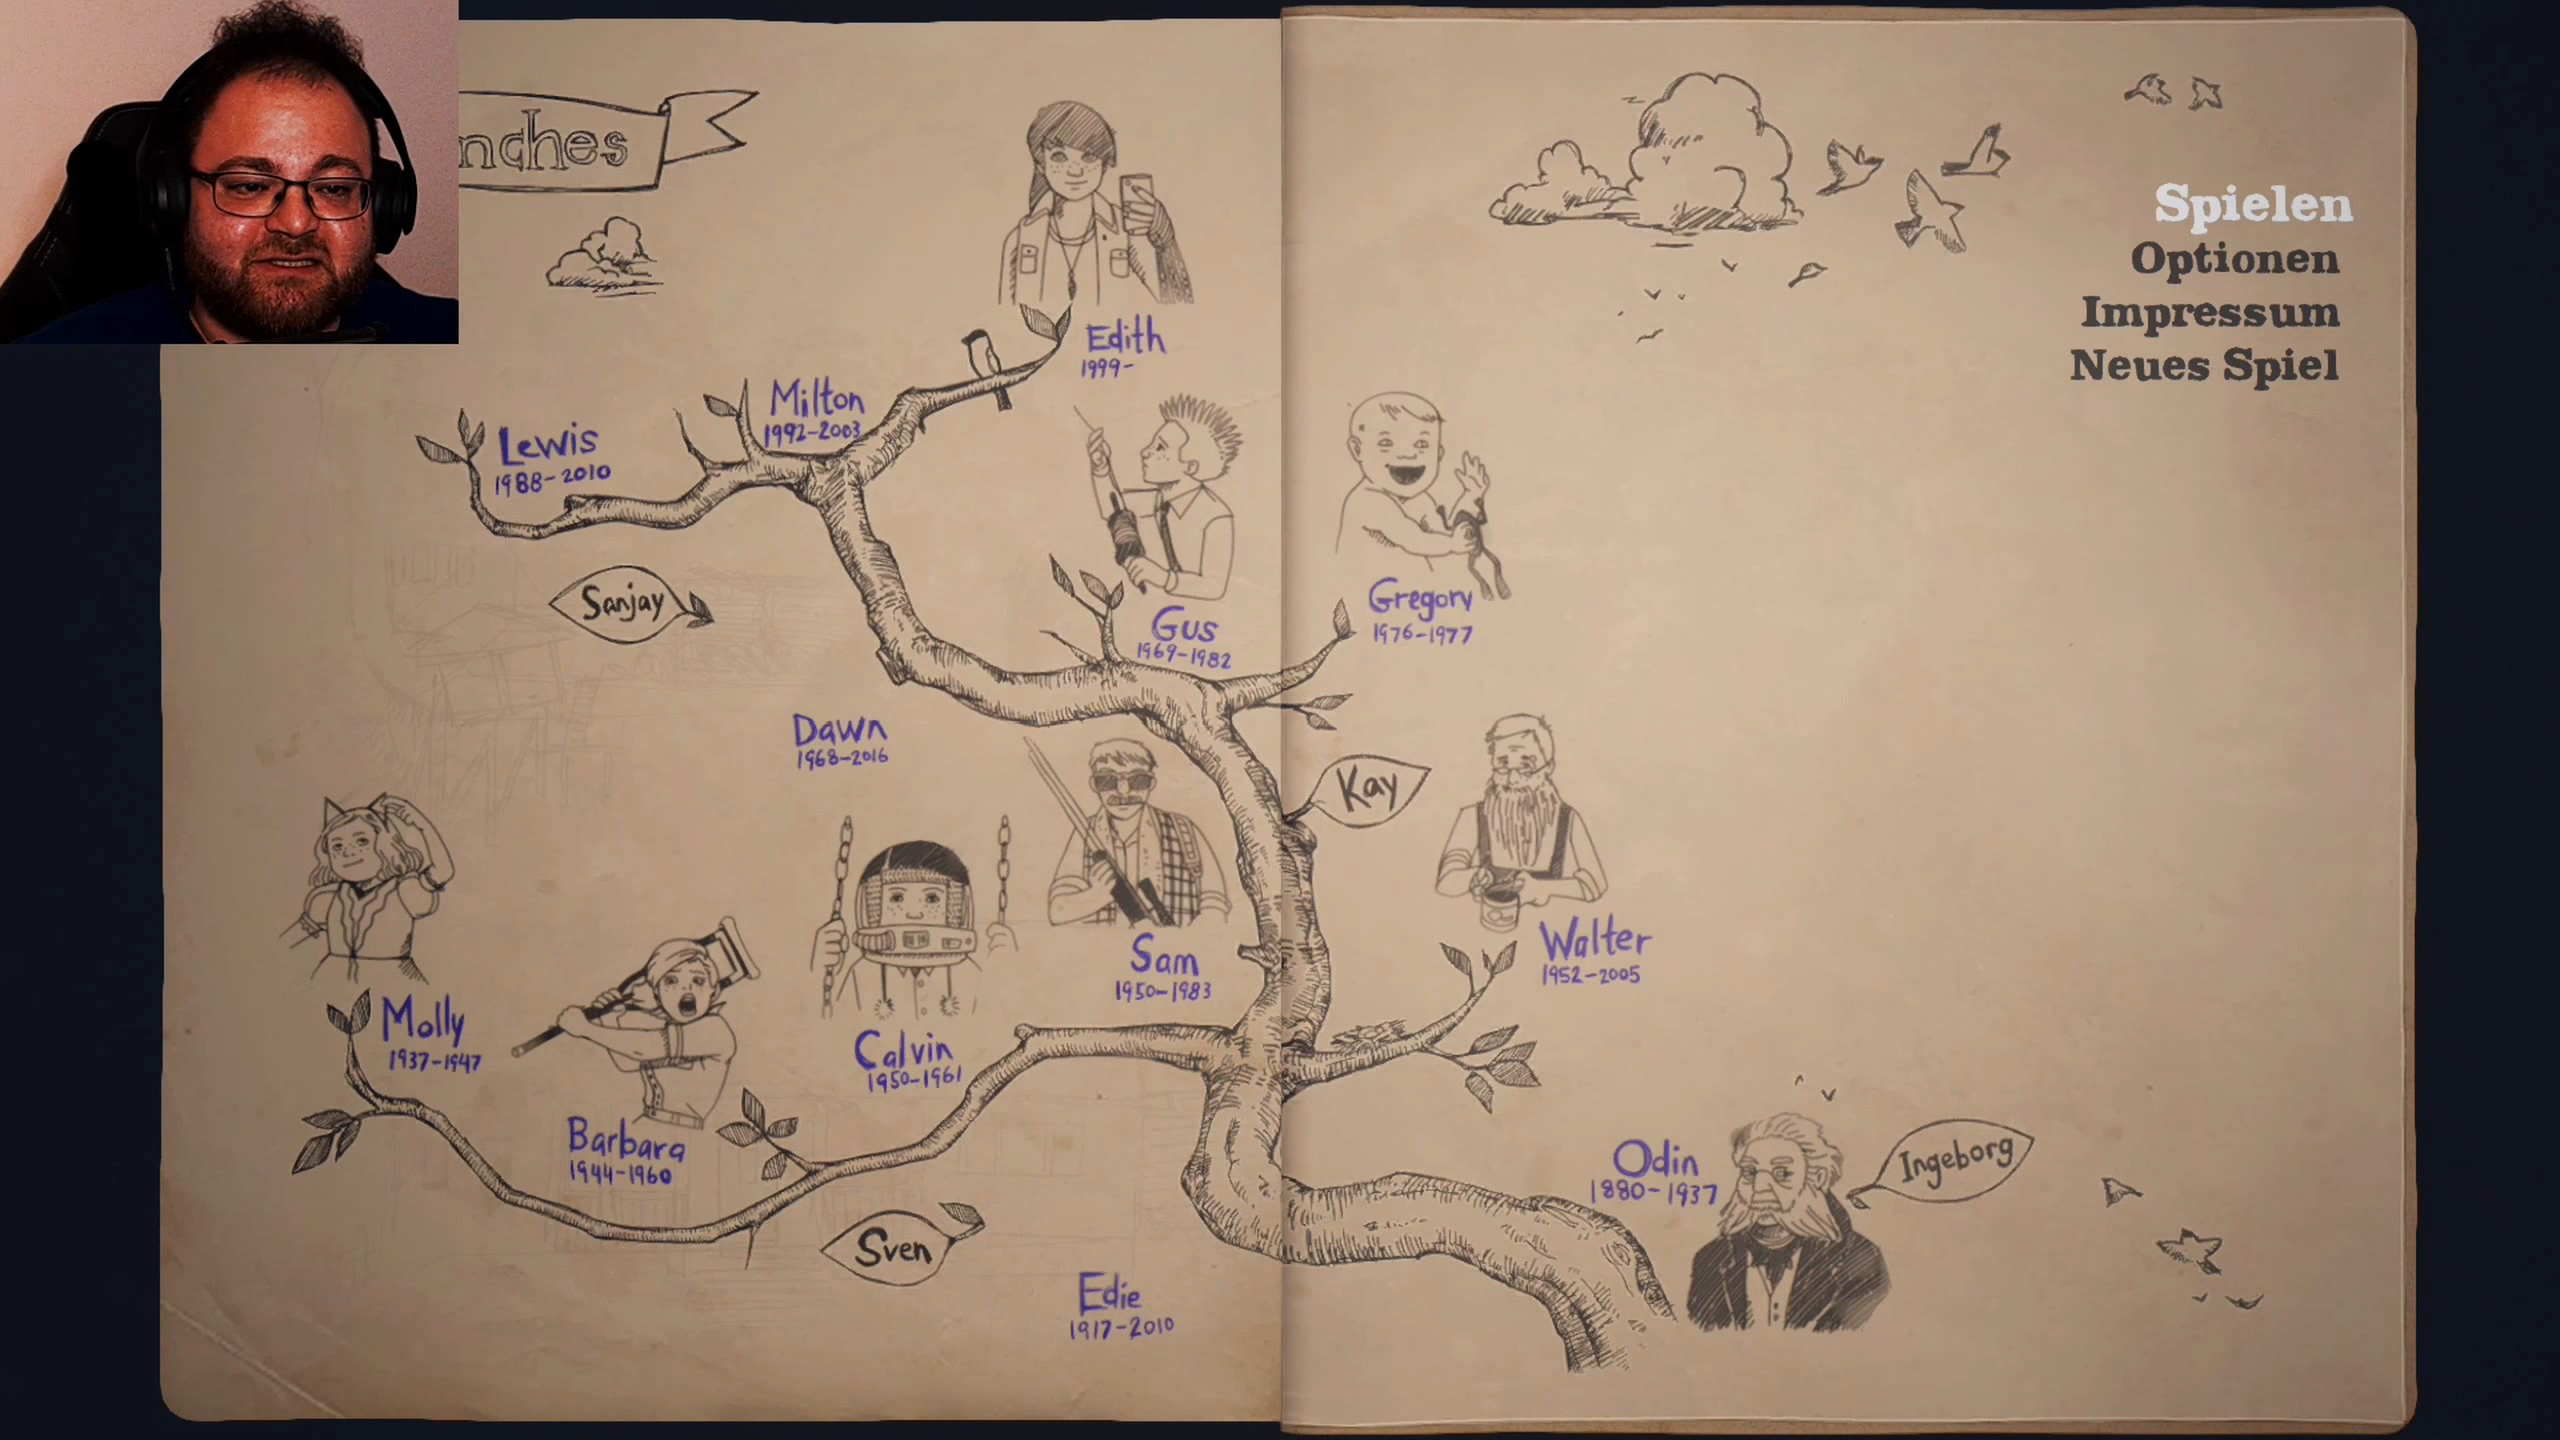 nches
Spielen
Optionen
Impressum
Neues Spiel
Edith
1999-
Milton
1992-2003
Lewis
1988-2010
Sanjay
Gus
1969-1982
Gregory
1976-1977
Dawn
1968-2016
Kay
Sam
1950-1983
Walter
1952-2005
Molly
1937-1947
Calvin
1950-1961
Barbara
1944-1960
Odin
1880-1937
Ingeborg
Sven
Edie
1917-2010